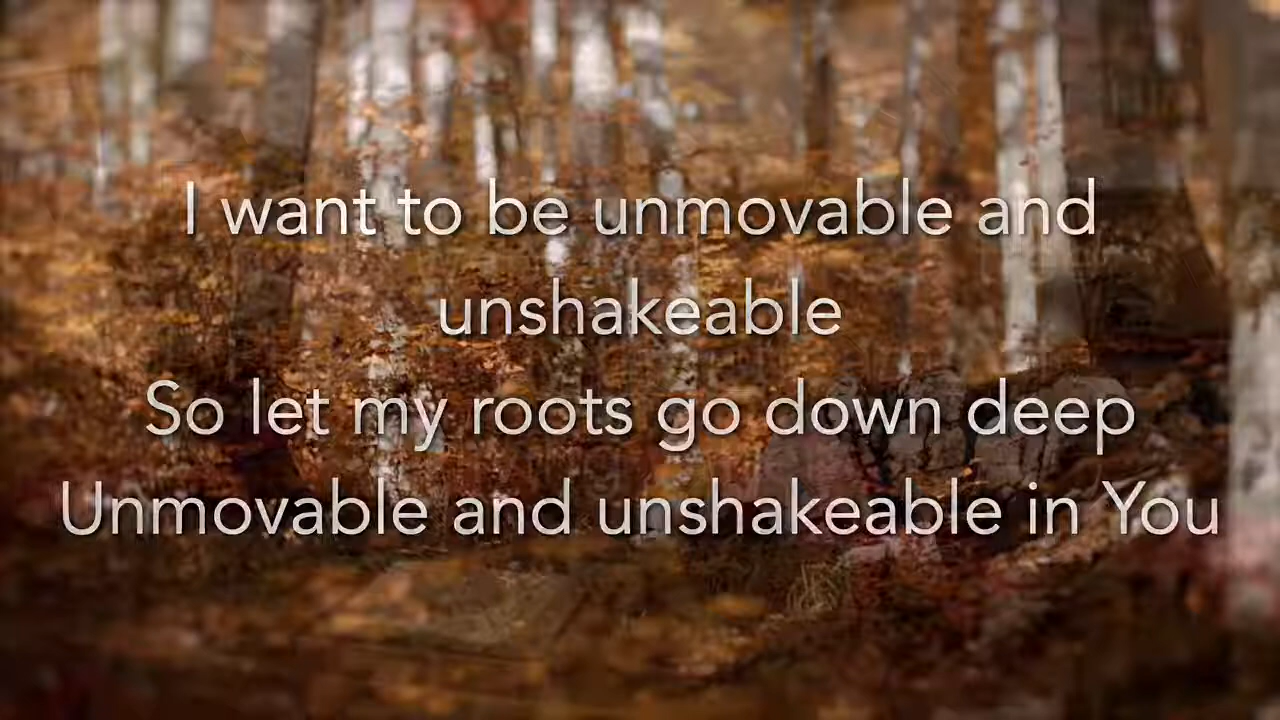 I want to be unmovable and
unshakeable
So let my roots go down deep
Unmovable and unshakeable in You